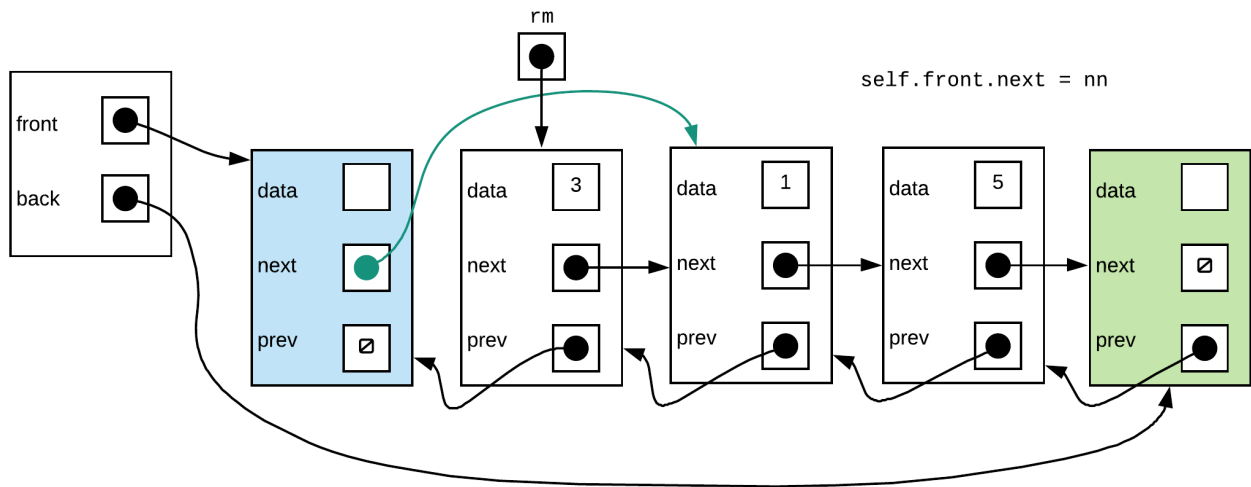 rm
self.front.next = nn
front
back
data
next
prev
data 3
next
prev
data 1
next
prev
data 5
next
prev
data
next
prev